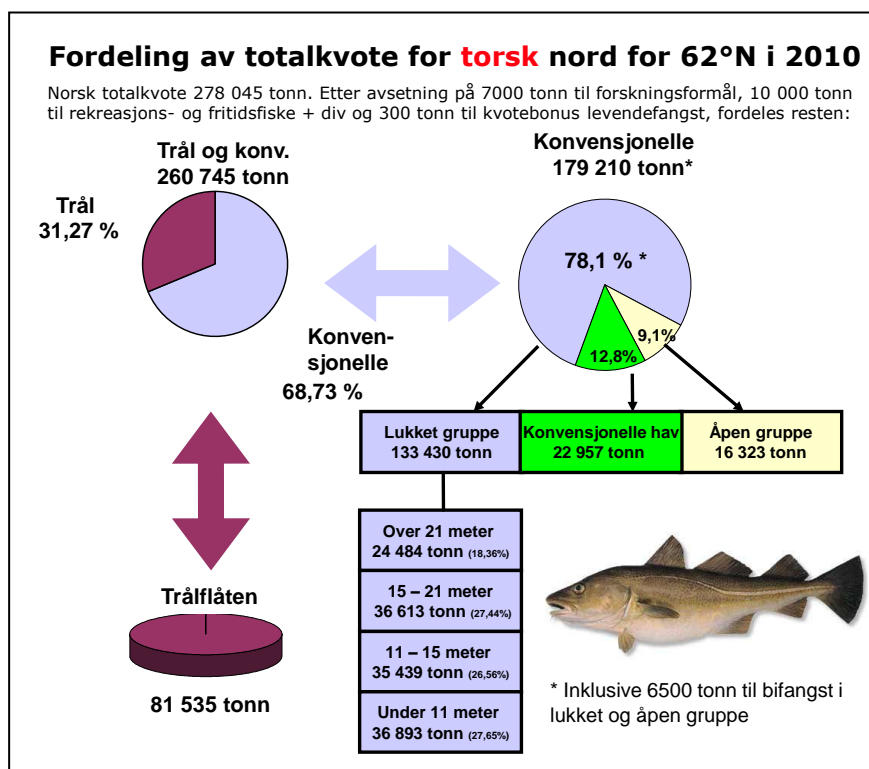 Fordeling av totalkvote for torsk nord for 62°N i 2010
Norsk totalkvote 278 045 tonn. Etter avsetning på 7000 tonn til forskningsformål, 10 000 tonn
til rekreasjons- og fritidsfiske + div og 300 tonn til kvotebonus levendefangst, fordeles resten:
Trål og konv.
260 745 tonn
Trål
31,27 %
Konven-
sjonelle
68,73 %
Konvensjonelle
179 210 tonn*
78,1 % *
9,1%
12,8%
Lukket gruppe
133 430 tonn
Konvensjonelle hav
22 957 tonn
Åpen gruppe
16 323 tonn
Over 21 meter
24 484 tonn (18,36%)
15 – 21 meter
36 613 tonn (27,44%)
11 – 15 meter
35 439 tonn (26,56%)
Under 11 meter
36 893 tonn (27,65%)
Trålflåten
81 535 tonn
* Inklusive 6500 tonn til bifangst i
lukket og åpen gruppe